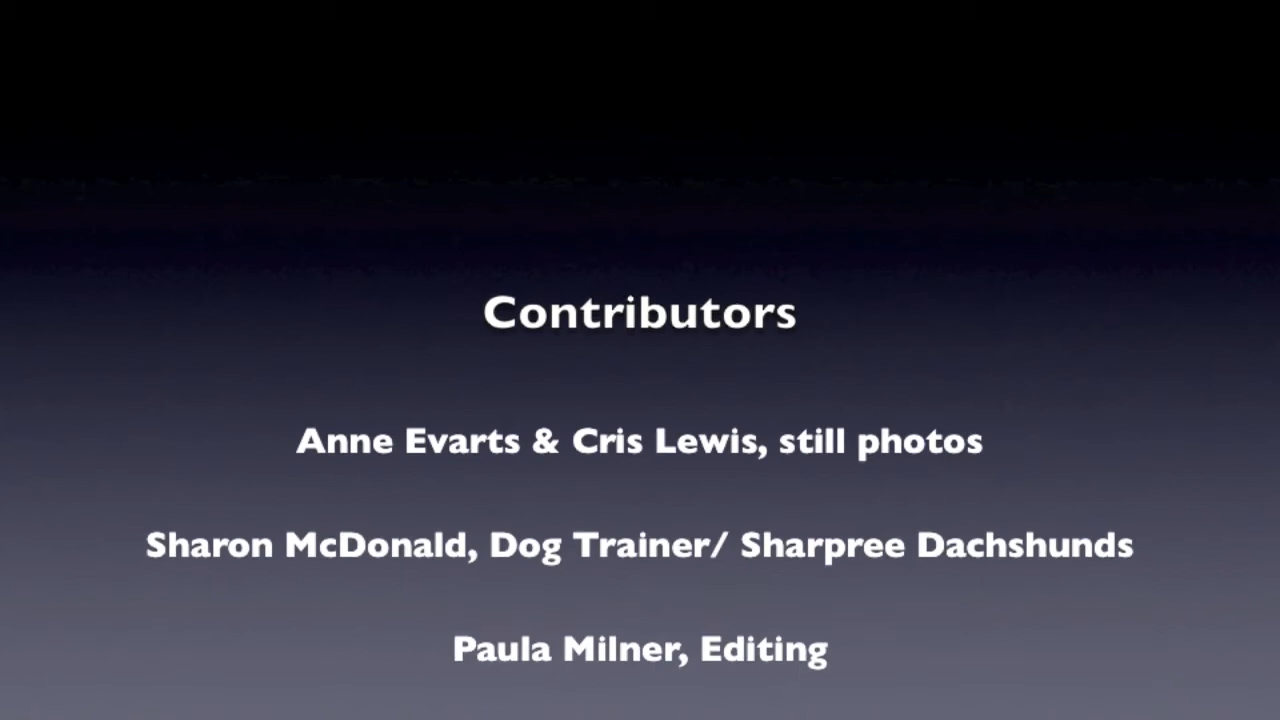 Contributors
Anne Evarts & Cris Lewis, still photos
Sharon McDonald, Dog Trainer/ Sharpree Dachshunds
Paula Milner, Editing